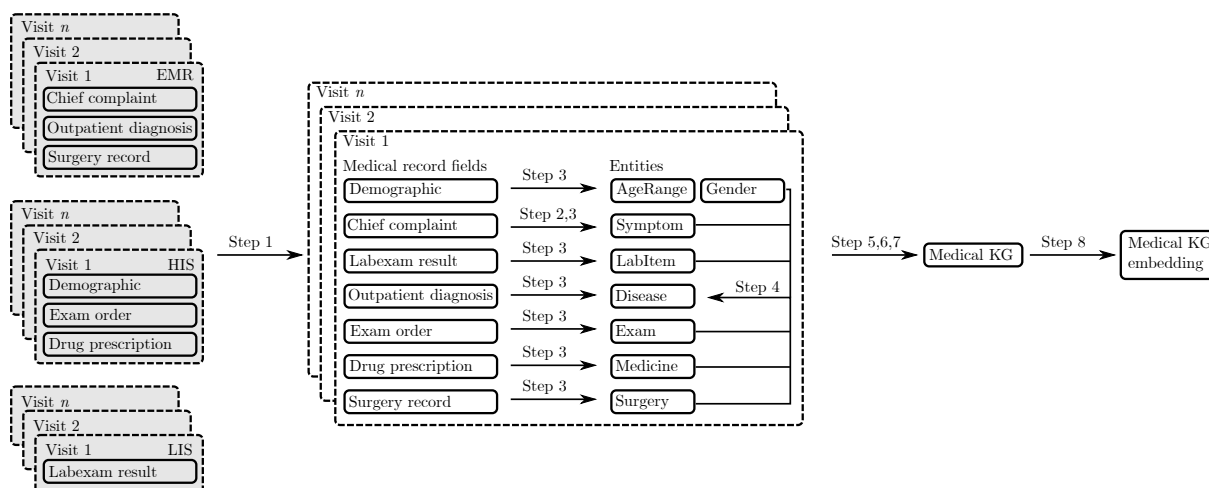 Visit n
Visit 2
Visit 1 EMR
Chief complaint
Outpatient diagnosis
Surgery record
Visit n
Visit 2
Visit 1 HIS
Demographic
Exam order
Drug prescription
Visit n
Visit 2
Visit 1 LIS
Labexam result
Step 1
Visit n
Visit 2
Visit 1
Medical record fields Entities
Demographic Step 3 AgeRange Gender
Chief complaint Step 2,3 Symptom
Labexam result Step 3 LabItem
Outpatient diagnosis Step 3 Disease Step 4
Exam order Step 3 Exam
Drug prescription Step 3 Medicine
Surgery record Step 3 Surgery
Step 5,6,7
Medical KG
Step 8
Medical KG
embedding